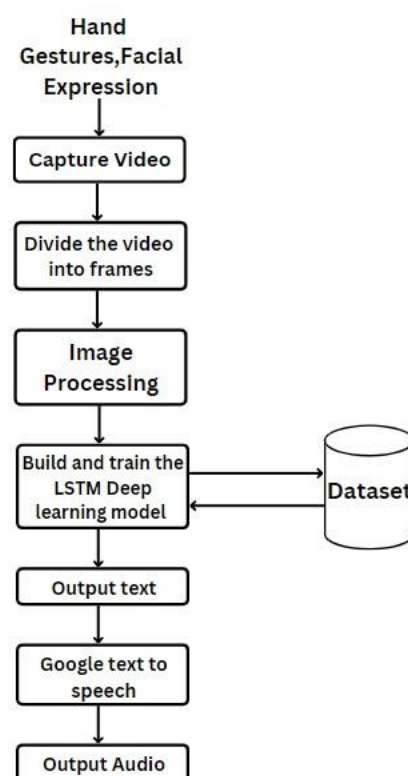 Hand
Gestures,Facial
Expression
Capture Video
Divide the video
into frames
Image
Processing
Build and train the
LSTM Deep
learning model
Dataset
Output text
Google text to
speech
Output Audio